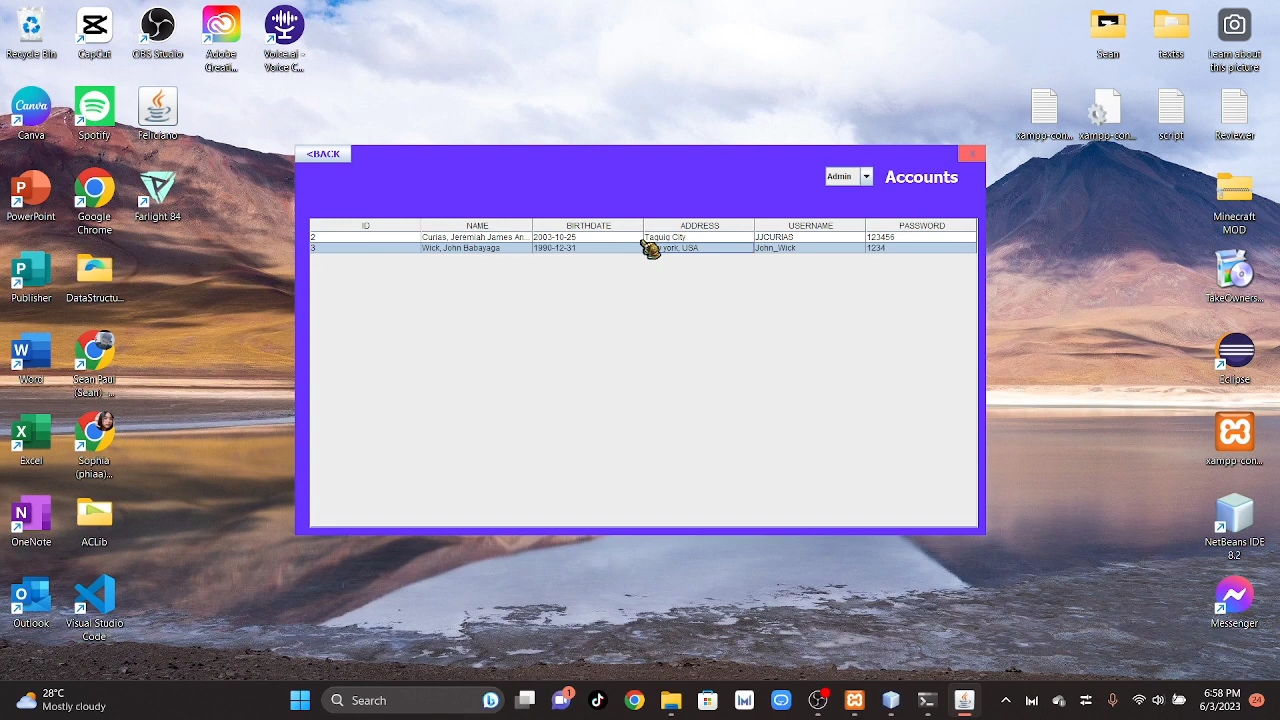 Recycle Bin
CapCut
OBS Studio
Adobe
Creati...
Voice.ai -
Voice C...
Sean
textss
Learn about
this picture
Canva
Spotify
Feliciano
xampp-con...
xampp-con...
script
Reviewer
<BACK
x
Admin
Accounts
PowerPoint
Google
Chrome
Farlight 84
Minecraft
MOD
ID NAME BIRTHDATE ADDRESS USERNAME PASSWORD
2 Curias, Jeremiah James An... 2003-10-25 Taguig City JJCURIAS 123456
3 Wick, John Babayaga 1990-12-31 york, USA John_Wick 1234
Publisher
DataStructu...
TakeOwners...
Word
Sean Paul
(Sean) ...
Eclipse
Excel
Sophia
(phiaa)...
xampp-con...
OneNote
ACLib
NetBeans IDE
8.2
Outlook
Visual Studio
Code
Messenger
28°C
Mostly cloudy
Search
1
6:58 PM
6/3/2023
24